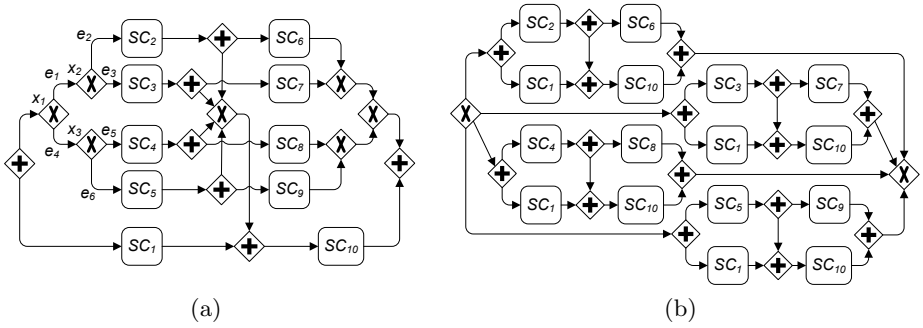 e2 SC2 SC6
e1 x2 e3 SC3 SC7
x1
x3 e5 SC4 SC8
e4
e6 SC5 SC9
SC1 SC10
(a)
SC2 SC6
SC1 SC10
SC3 SC7
SC1 SC10
SC4 SC8
SC1 SC10
SC5 SC9
SC1 SC10
(b)